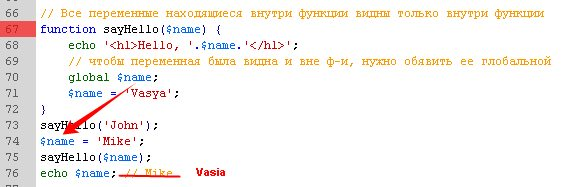 66 // Все переменные находящиеся внутри функции видны только внутри функции
67 function sayHello($name) {
68 echo '<h1>Hello, '.$name.'</h1>';
69 // чтобы переменная была видна и вне ф-и, нужно обявить ее глобальной
70 global $name;
71 $name = 'Vasya';
72 }
73 sayHello('John');
74 $name = 'Mike';
75 sayHello($name);
76 echo $name; // Mike Vasia